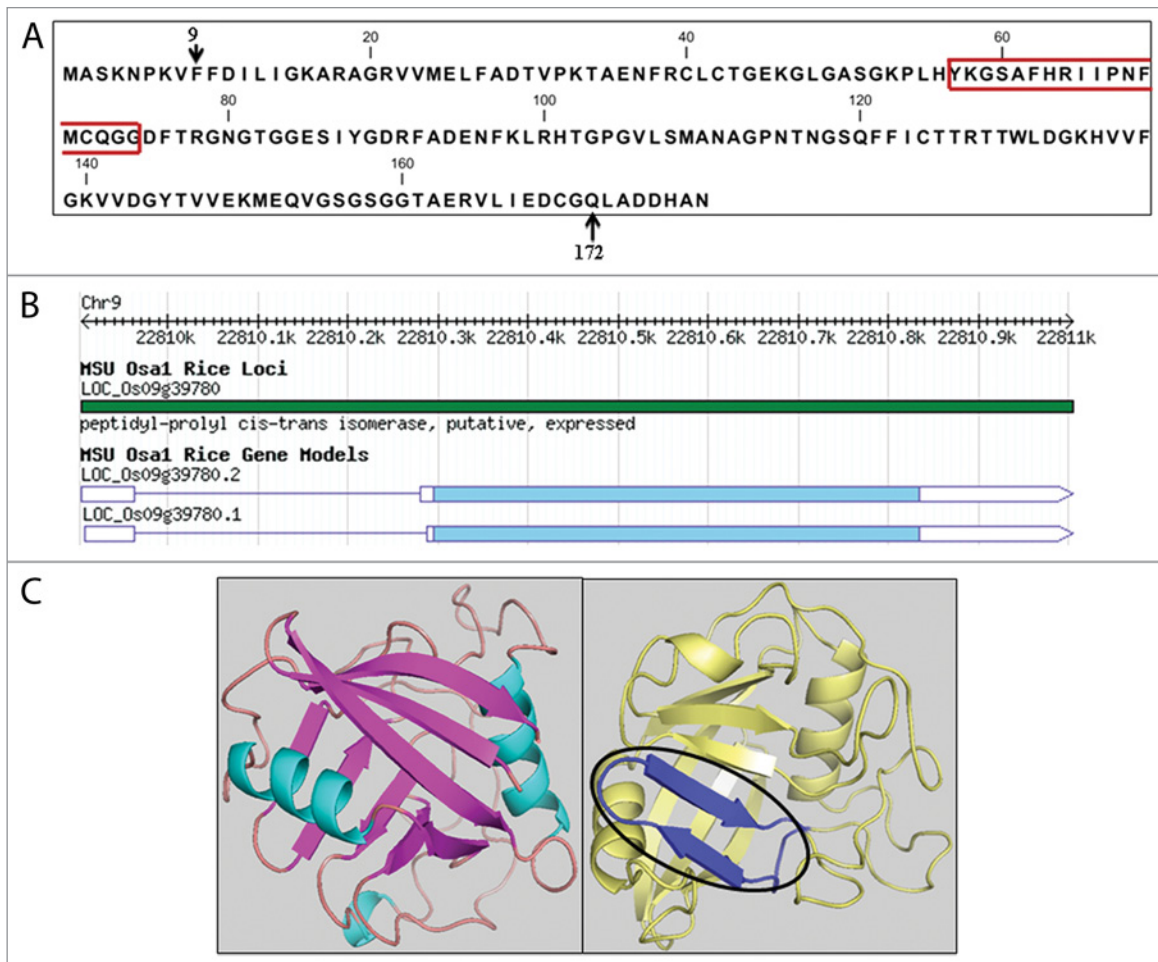 A
9 20 40 60
MASKNPKVFFDILIGKARAGRVVMELFADTVPKTAENFRCLCTGEKGLGASGKPLHYKGSAFHRIIPNF
80 100 120
MCQGGDFTRGNGTGGESIYGDRFADENFKLRHTGPGVLSMANAGPNTNGSQFFICTTRTTWLDGKHVVF
140 160
GKVVDGYTVVEKMEQVGSGSGGTAERVLIEDCGQLADDHAN
172
B
Chr9
22810k 22810.1k 22810.2k 22810.3k 22810.4k 22810.5k 22810.6k 22810.7k 22810.8k 22810.9k 22811k
MSU Osa1 Rice Loci
LOC_Os09g39780
peptidyl-prolyl cis-trans isomerase, putative, expressed
MSU Osa1 Rice Gene Models
LOC_Os09g39780.2
LOC_Os09g39780.1
C